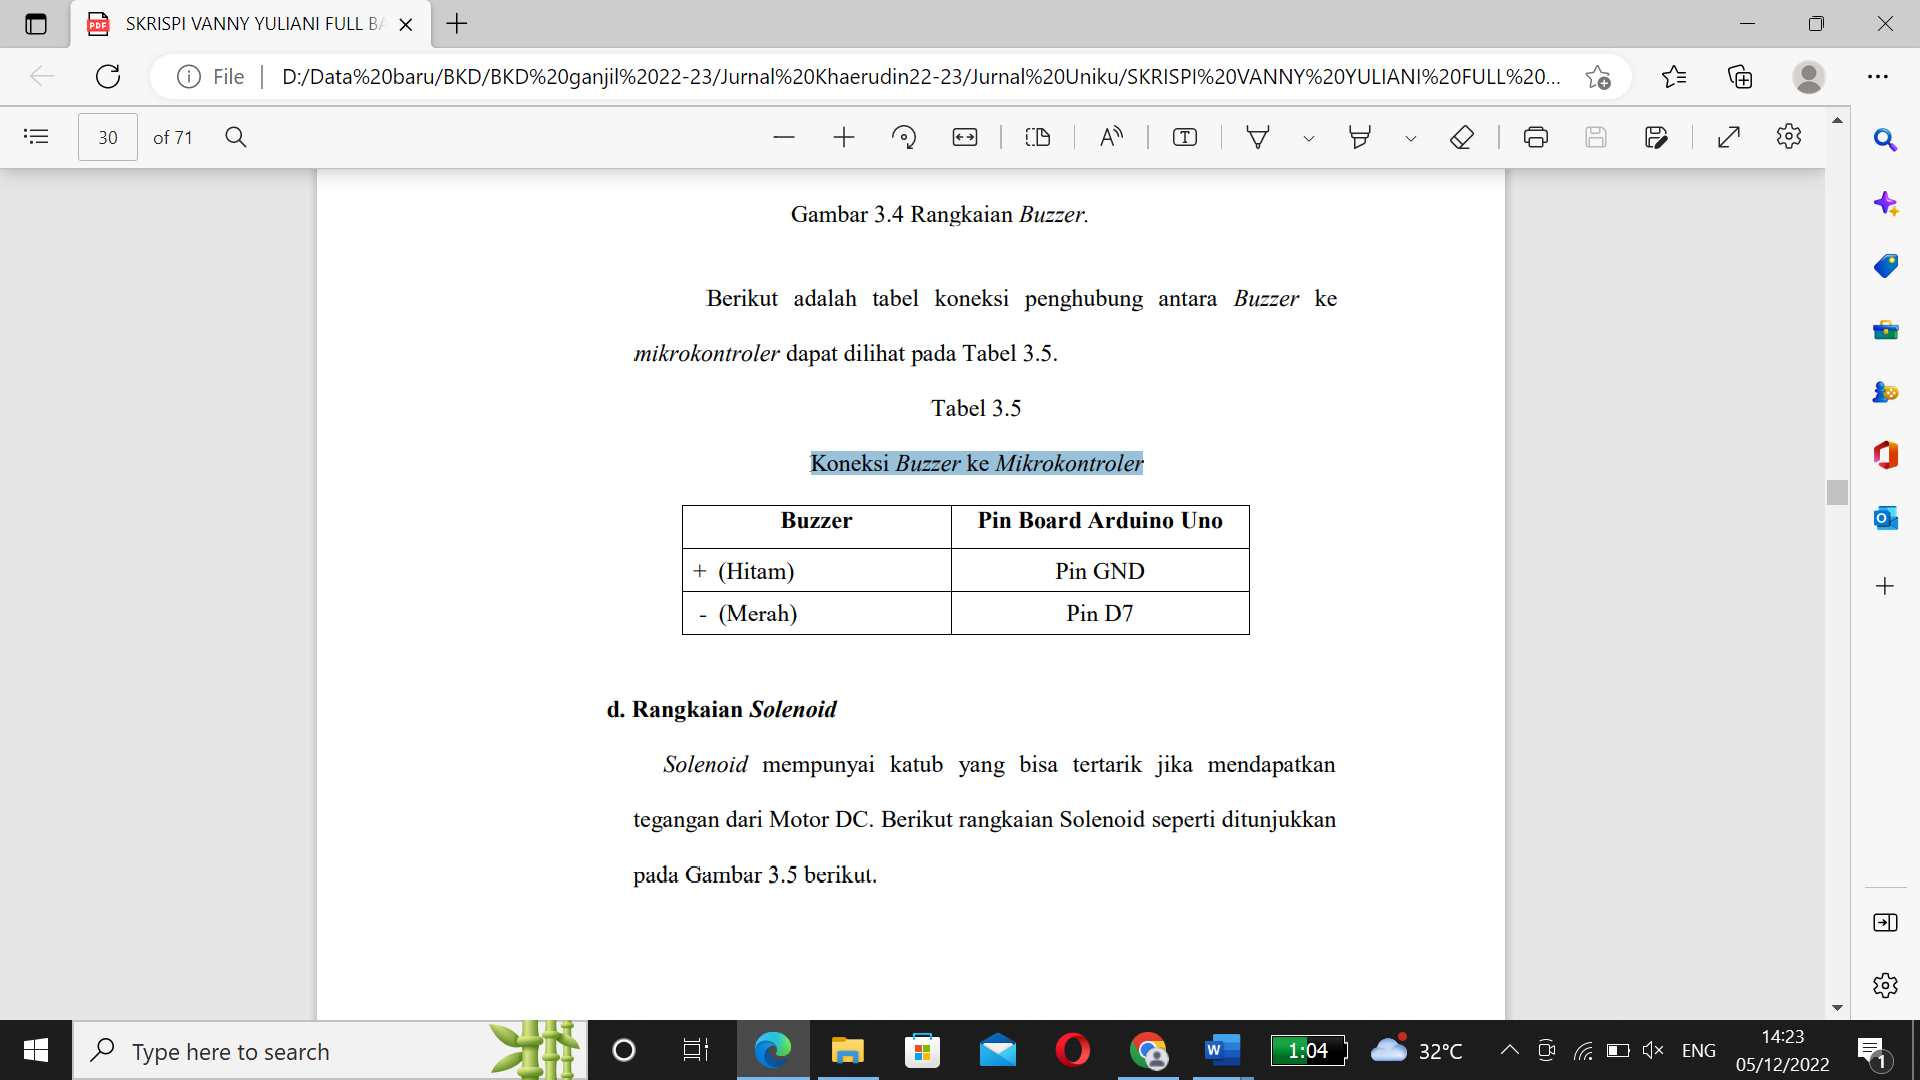 SKRISPI VANNY YULIANI FULL BA
File
D:/Data%20baru/BKD/BKD%20ganjil%2022-23/Jurnal%20Khaerudin22-23/Jurnal%20Uniku/SKRISPI%20VANNY%20YULIANI%20FULL%20...
30 of 71
Gambar 3.4 Rangkaian Buzzer.
Berikut adalah tabel koneksi penghubung antara Buzzer ke
mikrokontroler dapat dilihat pada Tabel 3.5.
Tabel 3.5
Koneksi Buzzer ke Mikrokontroler
Buzzer Pin Board Arduino Uno
+ (Hitam) Pin GND
- (Merah) Pin D7
d. Rangkaian Solenoid
Solenoid mempunyai katub yang bisa tertarik jika mendapatkan
tegangan dari Motor DC. Berikut rangkaian Solenoid seperti ditunjukkan
pada Gambar 3.5 berikut.
Type here to search
1:04
32°C
ENG
14:23
05/12/2022
1